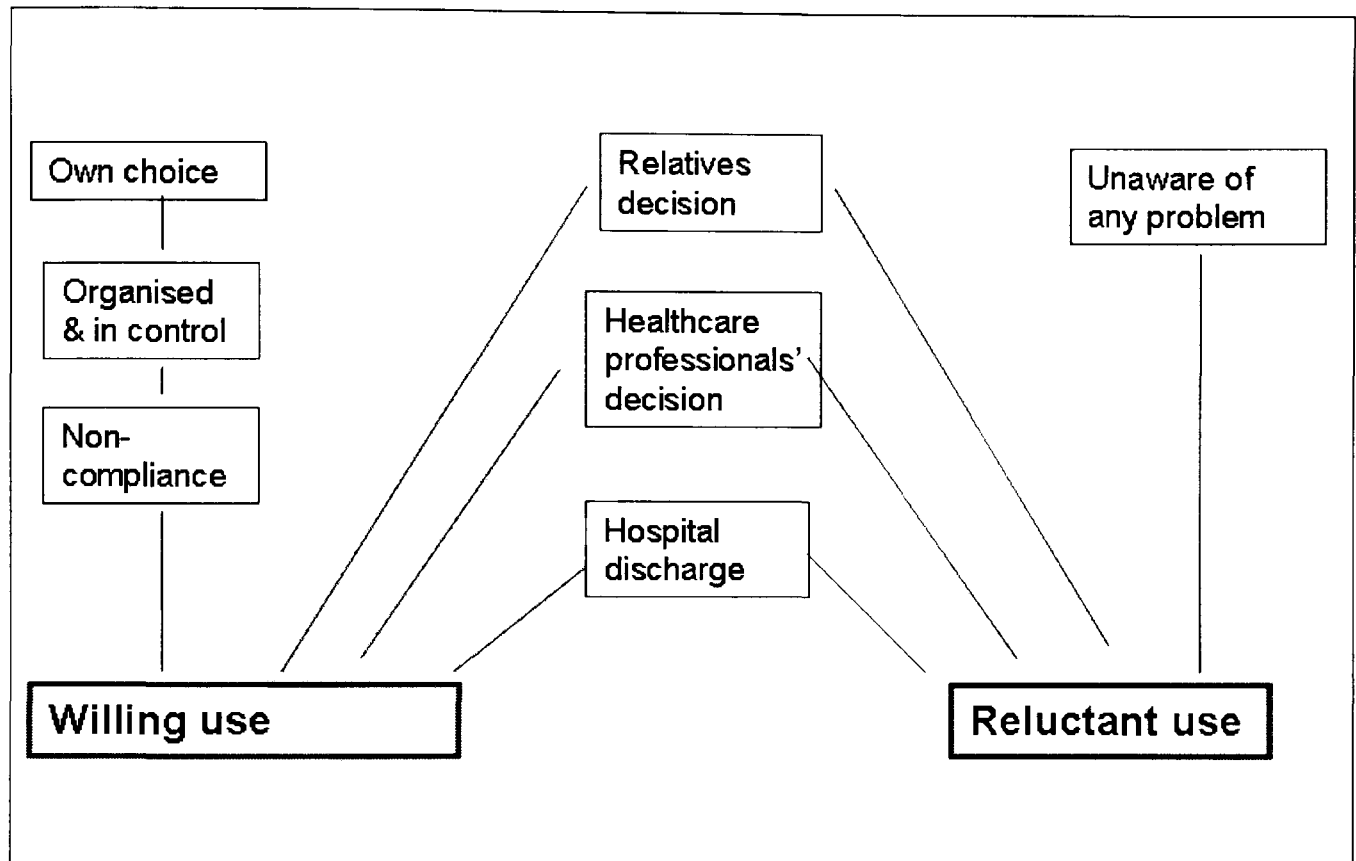 Own choice
Organised
& in control
Non-
compliance
Relatives
decision
Healthcare
professionals'
decision
Hospital
discharge
Unaware of
any problem
Willing use
Reluctant use